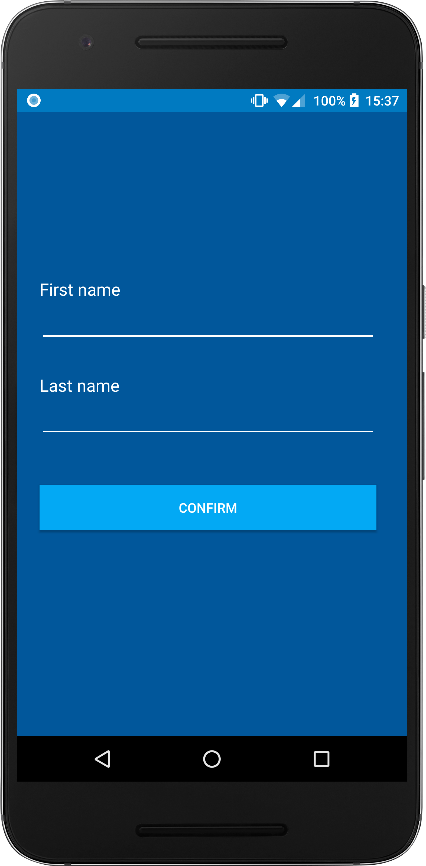 100% 15:37
First name
Last name
CONFIRM